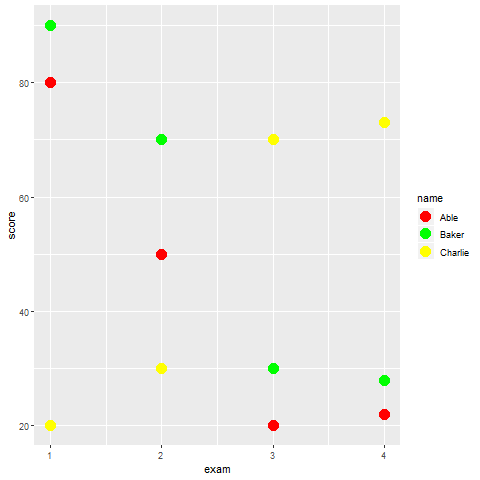 score
80
60
40
20
1 2 3 4
exam
name
Able
Baker
Charlie